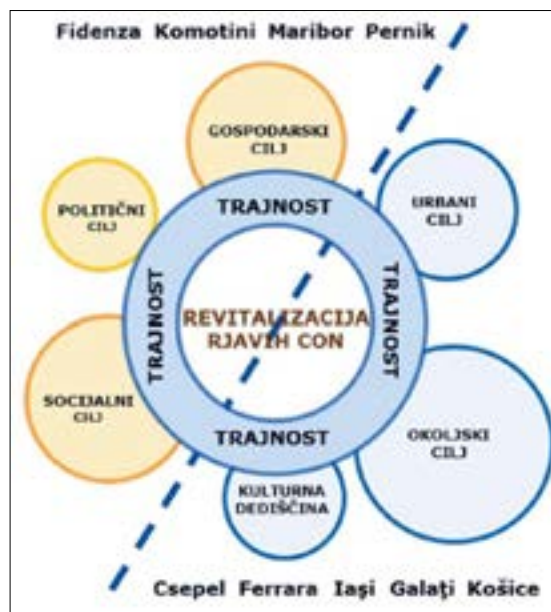 Fidenza Komotini Maribor Pernik
GOSPODARSKI
CILJ
TRAJNOST
URBANI
CILJ
POLITIČNI
CILJ
TRAJNOST
REVITALIZACIJA
RJAVIH CON
TRAJNOST
SOCIJALNI
CILJ
TRAJNOST
OKOLJSKI
CILJ
KULTURNA
DEDIŠČINA
Csepel Ferrara Iaşi Galaţi Košice